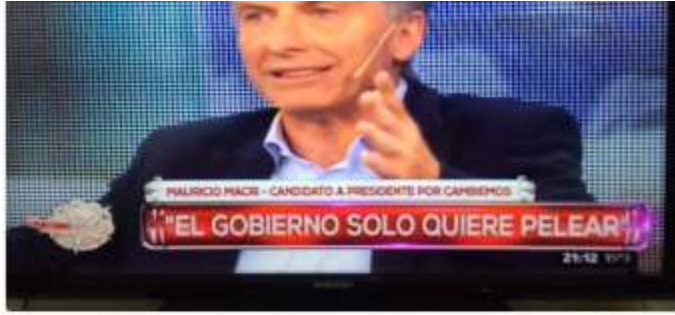 MAURICIO MACRI - CANDIDATO A PRESIDENTE POR CAMBIEMOS
"EL GOBIERNO SOLO QUIERE PELEAR"
21:12